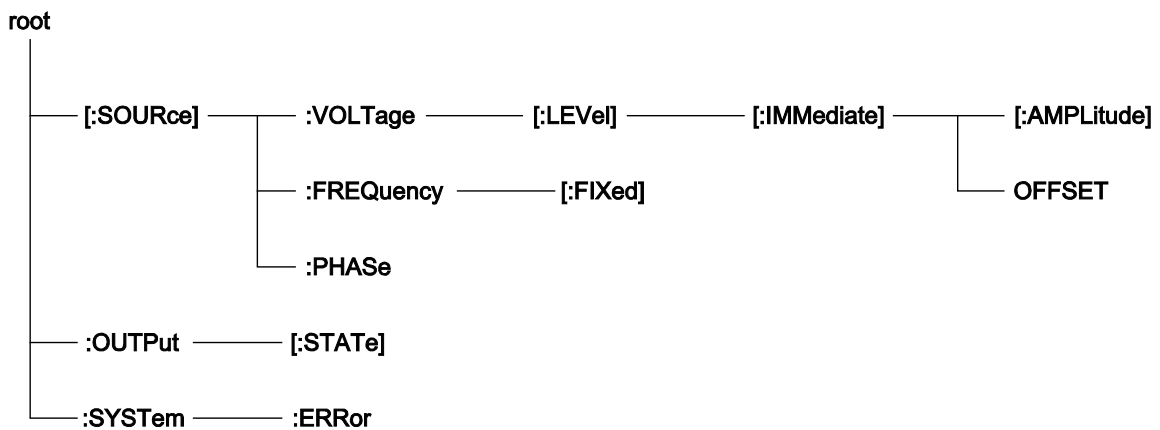 root
[:SOURce] :VOLTage [:LEVel] [:IMMediate] [:AMPLitude]
:FREQuency [:FIXed] OFFSET
:PHASe
:OUTPut [:STATe]
:SYSTem :ERRor